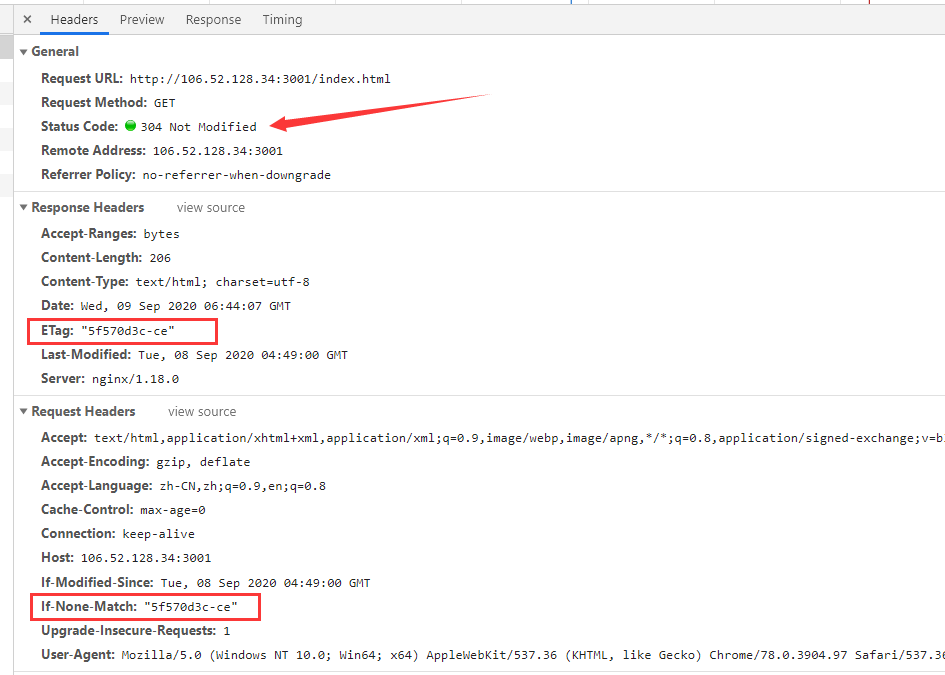 × Headers Preview Response Timing
▼ General
Request URL: http://106.52.128.34:3001/index.html
Request Method: GET
Status Code: 304 Not Modified
Remote Address: 106.52.128.34:3001
Referrer Policy: no-referrer-when-downgrade
▼ Response Headers view source
Accept-Ranges: bytes
Content-Length: 206
Content-Type: text/html; charset=utf-8
Date: Wed, 09 Sep 2020 06:44:07 GMT
ETag: "5f570d3c-ce"
Last-Modified: Tue, 08 Sep 2020 04:49:00 GMT
Server: nginx/1.18.0
▼ Request Headers view source
Accept: text/html,application/xhtml+xml,application/xml;q=0.9,image/webp,image/apng,*/*;q=0.8,application/signed-exchange;v=b
Accept-Encoding: gzip, deflate
Accept-Language: zh-CN,zh;q=0.9,en;q=0.8
Cache-Control: max-age=0
Connection: keep-alive
Host: 106.52.128.34:3001
If-Modified-Since: Tue, 08 Sep 2020 04:49:00 GMT
If-None-Match: "5f570d3c-ce"
Upgrade-Insecure-Requests: 1
User-Agent: Mozilla/5.0 (Windows NT 10.0; Win64; x64) AppleWebKit/537.36 (KHTML, like Gecko) Chrome/78.0.3904.97 Safari/537.36